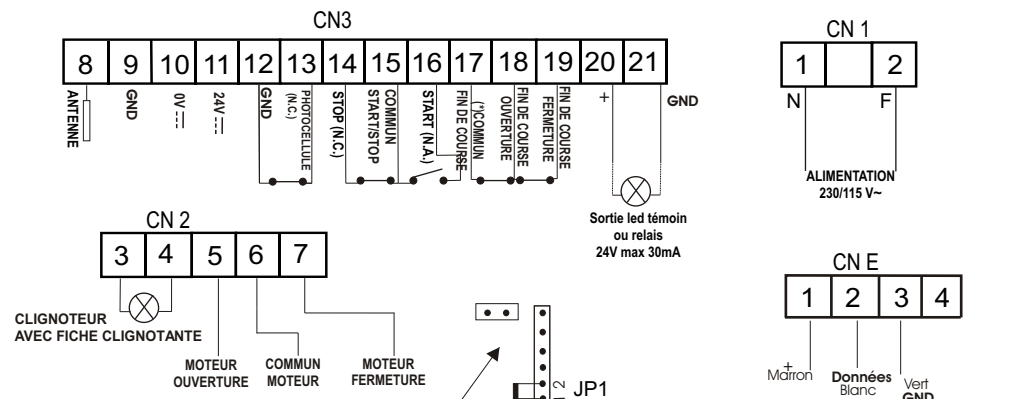 CN3
8 9 10 11 12 13 14 15 16 17 18 19 20 21
ANTENNE
GND
0V
24V
GND
PHOTOCELLULE
(N.C.)
STOP (N.C.)
COMMUN
START/STOP
START (N.A.)
(*)COMMUN
FIN DE COURSE
FIN DE COURSE
OUVERTURE
FIN DE COURSE
FERMETURE
+
GND
Sortie led témoin
ou relais
24V max 30mA
CN 1
1 2
N F
ALIMENTATION
230/115 V~
CN 2
3 4 5 6 7
CLIGNOTEUR
AVEC FICHE CLIGNOTANTE
MOTEUR
OUVERTURE
COMMUN
MOTEUR
MOTEUR
FERMETURE
1 2
JP1
CN E
1 2 3 4
+
Marron
Données
Blanc
Vert
GND